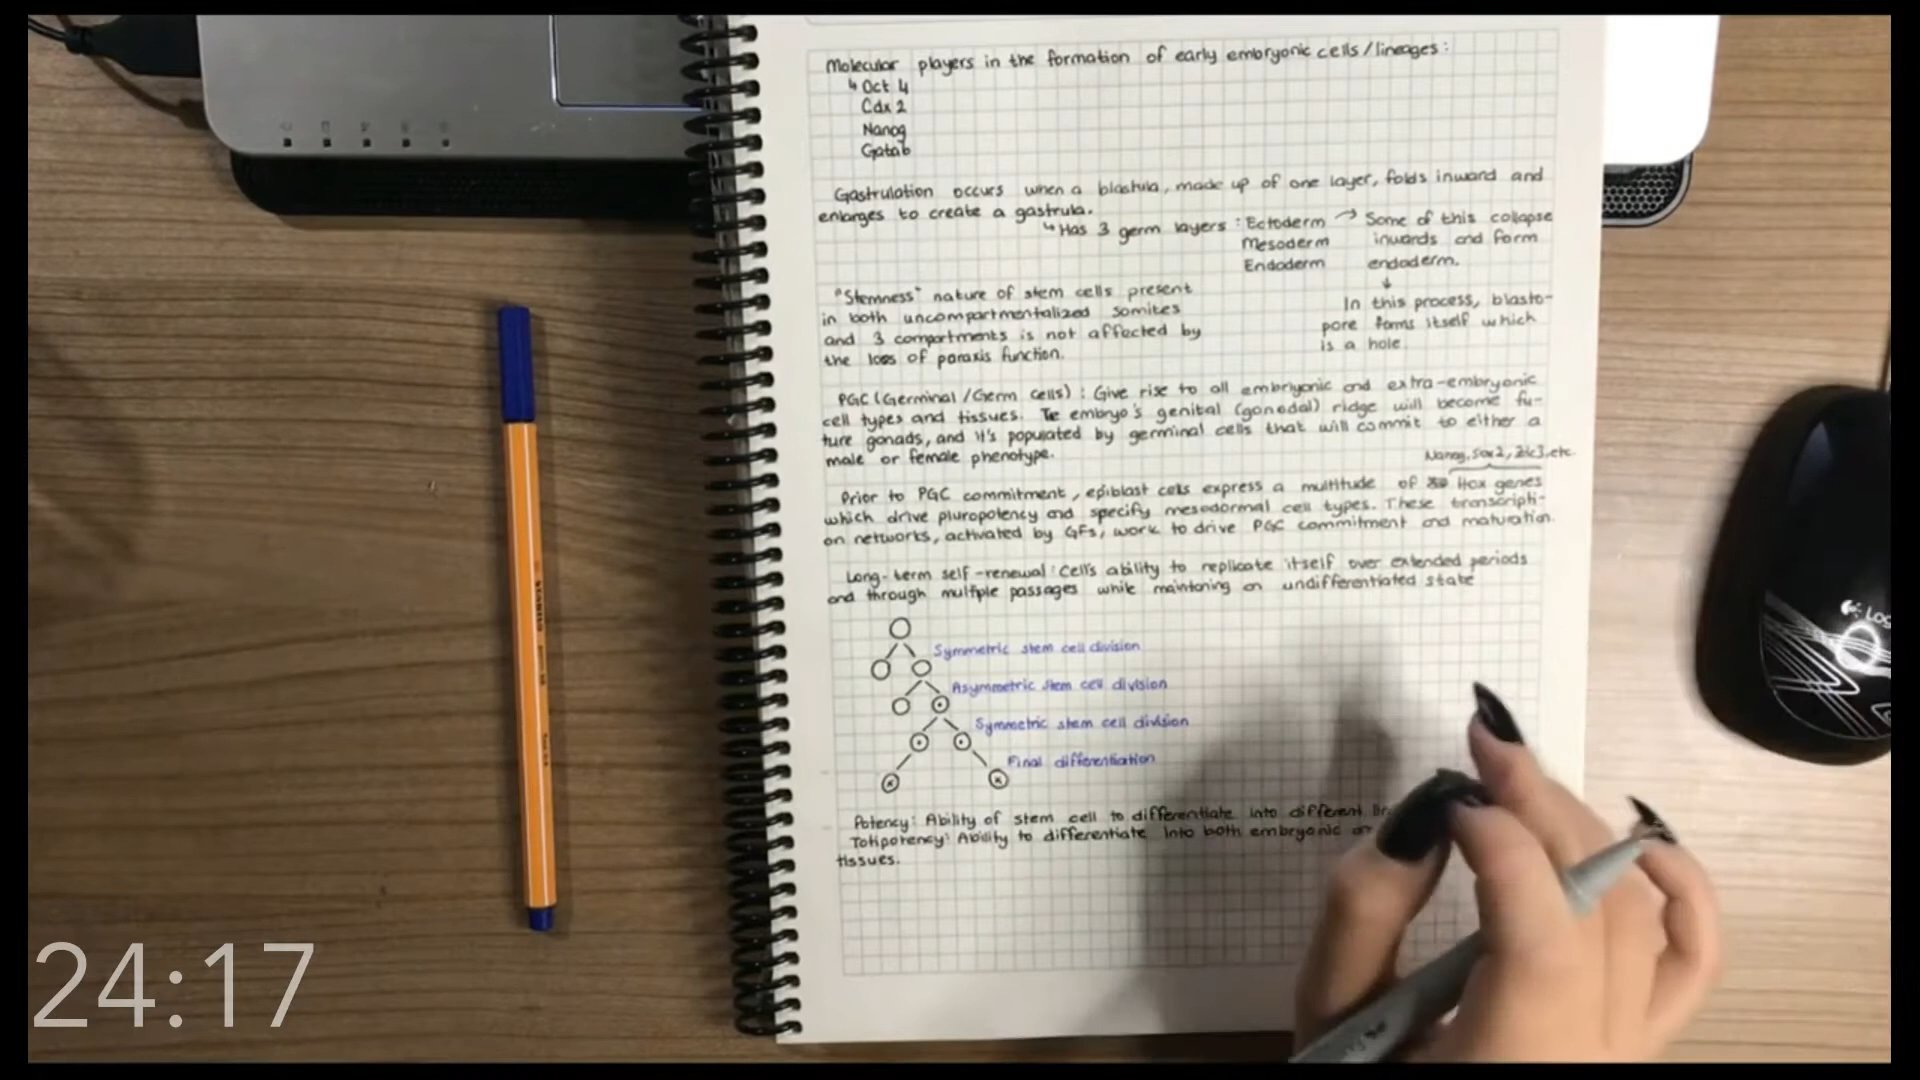 Molecular players in the formation of early embryonic cells/lineages:
↳ Oct 4
Cdx 2
Nanog
Gata6
Gastrulation occurs when a blastula, made up of one layer, folds inward and
enlarges to create a gastrula.
↳ Has 3 germ layers : Ectoderm → Some of this collapse
Mesoderm inwards and form
Endoderm endoderm.
↓
"Stemness" nature of stem cells present
in both uncompartmentalized somites
and 3 compartments is not affected by
the loss of paraxis function.
In this process, blasto-
pore forms itself which
is a hole.
PGC (Germinal/Germ cells) : Give rise to all embriyonic and extra-embryonic
cell types and tissues. The embryo's genital (gonadal) ridge will become fu-
ture gonads, and it's populated by germinal cells that will commit to either a
male or female phenotype.
Nanog, Sox2, Zic3, etc.
Prior to PGC commitment, epiblast cells express a multitude of Hox genes
which drive pluropotency and specify mesodormal cell types. These transcripti-
on networks, activated by GFs, work to drive PGC commitment and maturation.
Long-term self-renewal : Cell's ability to replicate itself over extended periods
and through multiple passages while maintaning an undifferentiated state
Symmetric stem cell division
Asymmetric stem cell division
Symmetric stem cell division
Final differentiation
Potency: Ability of stem cell to differentiate into different
Totipotency: Ability to differentiate into both embryonic
tissues.
24:17